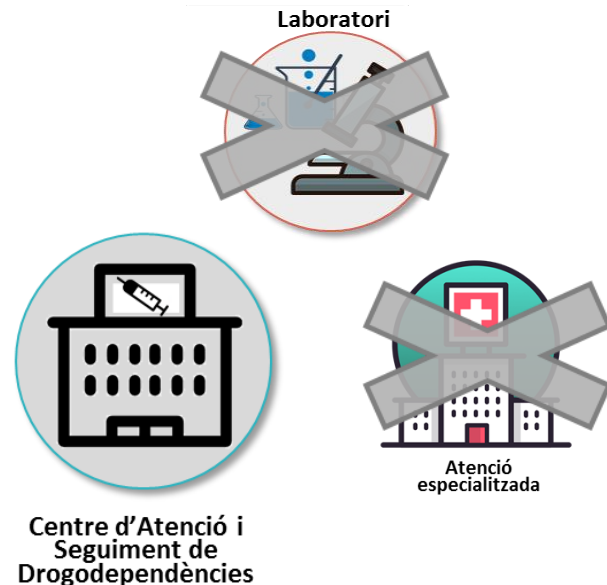 Laboratori
Atenció
especialitzada
Centre d'Atenció i
Seguiment de
Drogodependències